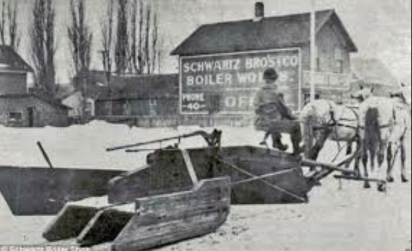 SCHWARTZ BROS & CO
BOILER WORKS.
PHONE
-40-
OFF
© Schwartz Boiler Shop